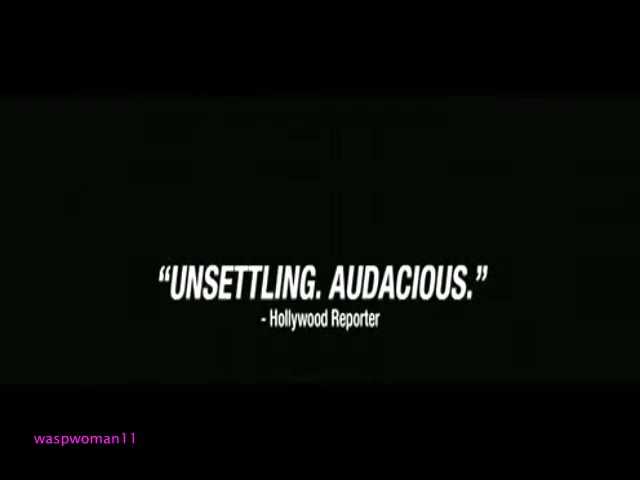 “UNSETTLING. AUDACIOUS.”
- Hollywood Reporter
waspwoman11